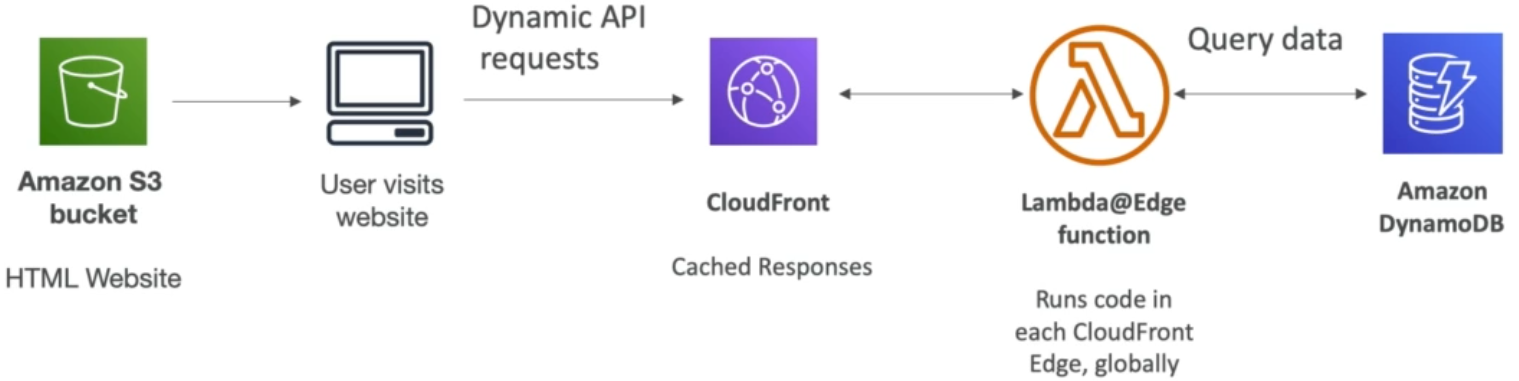 Dynamic API
requests
Query data
Amazon S3
bucket
HTML Website
User visits
website
CloudFront
Cached Responses
Lambda@Edge
function
Runs code in
each CloudFront
Edge, globally
Amazon
DynamoDB